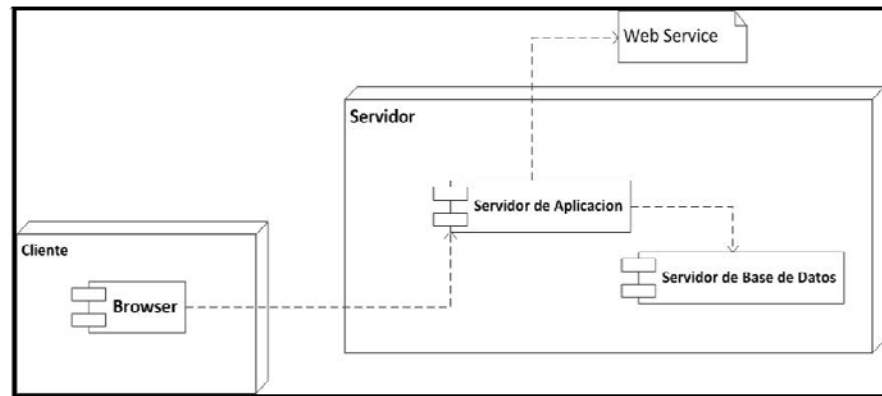 Web Service
Servidor
Servidor de Aplicacion
Cliente
Servidor de Base de Datos
Browser